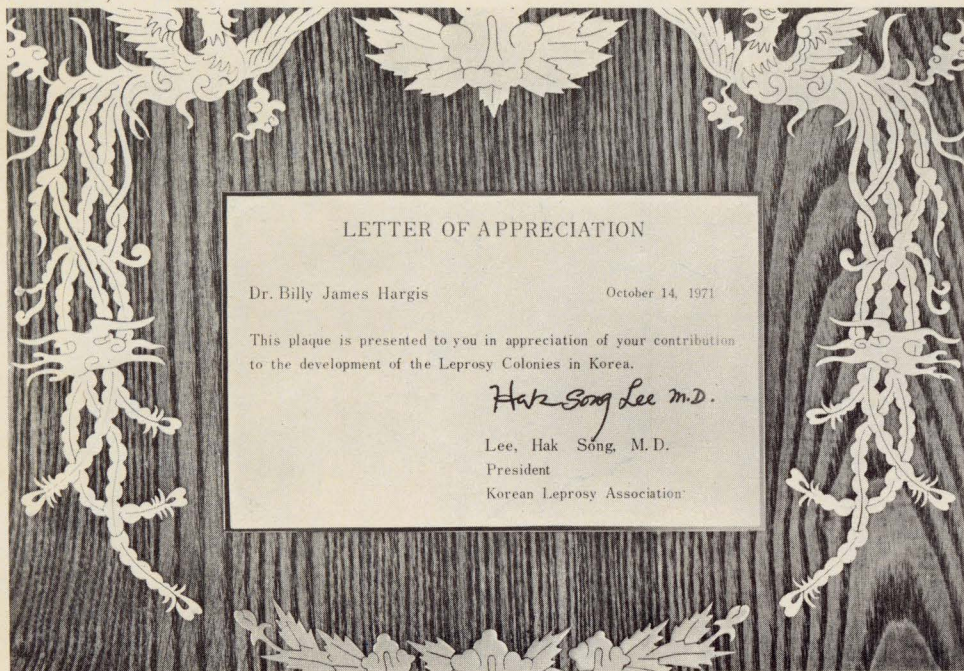 LETTER OF APPRECIATION
Dr. Billy James Hargis October 14, 1971
This plaque is presented to you in appreciation of your contribution
to the development of the Leprosy Colonies in Korea.
Hak Song Lee M.D.
Lee, Hak Song, M.D.
President
Korean Leprosy Association